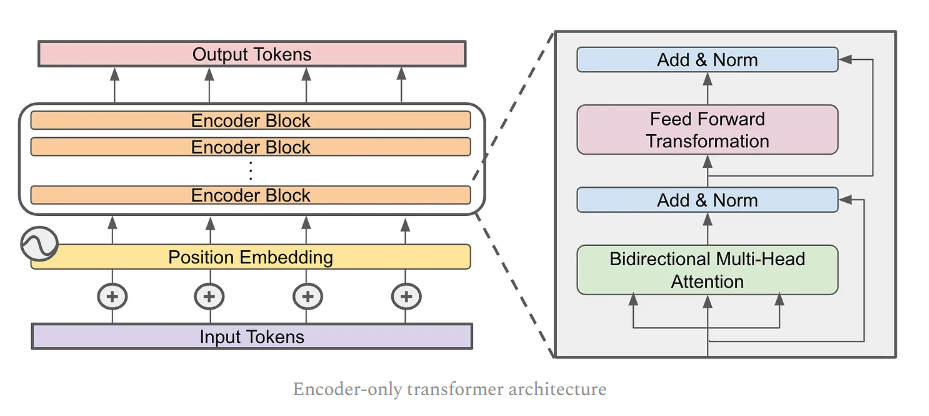 Output Tokens
Encoder Block
Encoder Block
Encoder Block
Position Embedding
Input Tokens
Add & Norm
Feed Forward
Transformation
Add & Norm
Bidirectional Multi-Head
Attention
Encoder-only transformer architecture